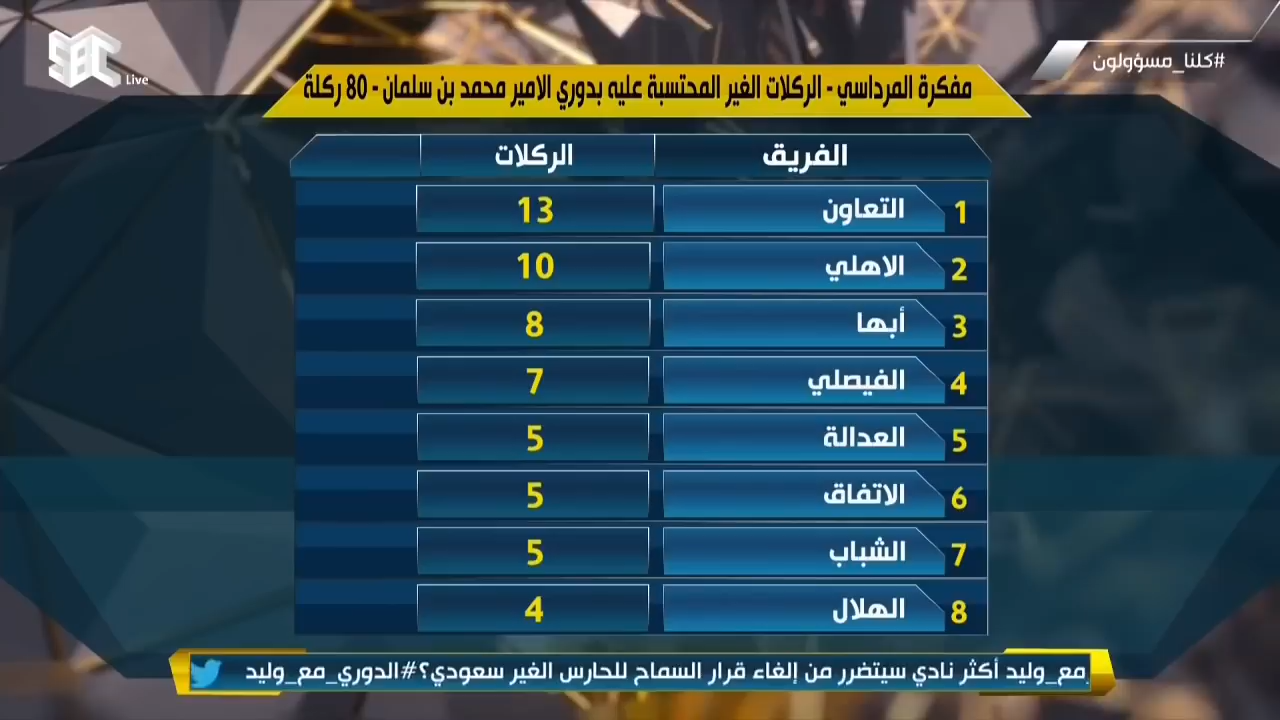 SBC Live
#كلنا_مسؤولون
مفكرة المرداسي - الركلات الغير المحتسبة عليه بدوري الامير محمد بن سلمان - 80 ركلة
الفريق الركلات
1 التعاون 13
2 الاهلي 10
3 أبها 8
4 الفيصلي 7
5 العدالة 5
6 الاتفاق 5
7 الشباب 5
8 الهلال 4
مع_وليد أكثر نادي سيتضرر من إلغاء قرار السماح للحارس الغير سعودي؟#الدوري_مع_وليد